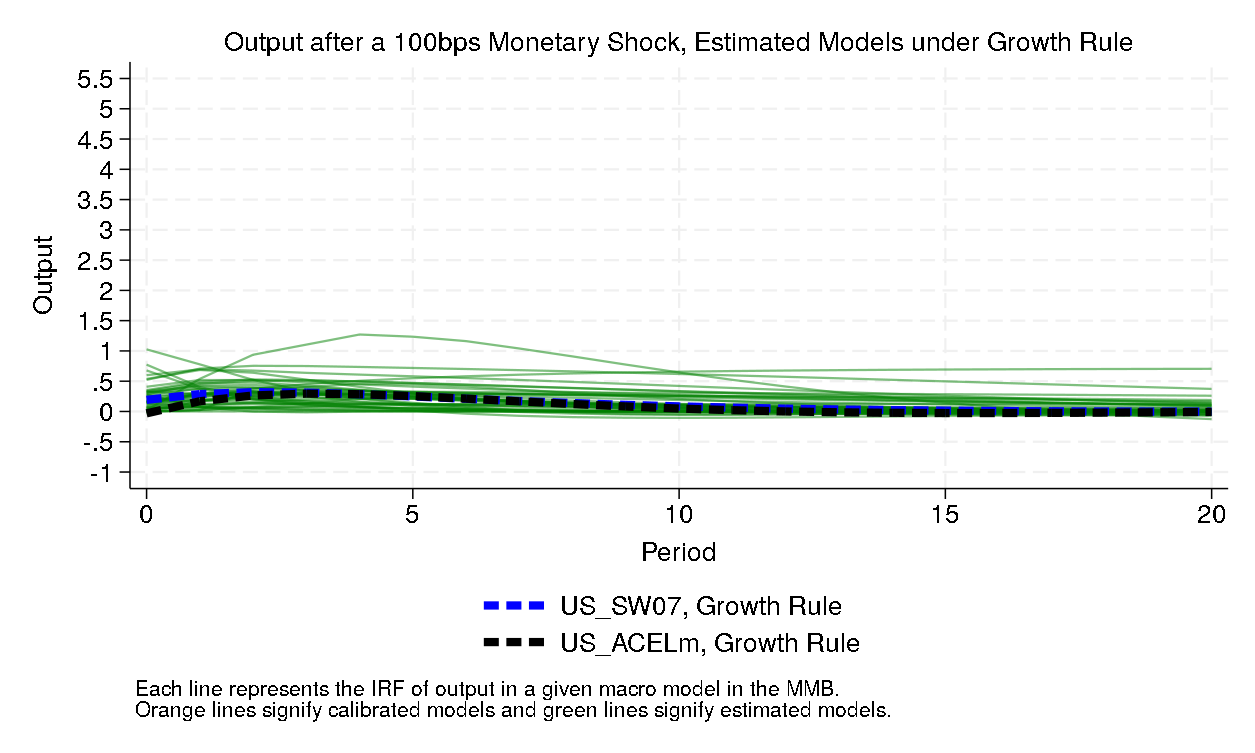 Output after a 100bps Monetary Shock, Estimated Models under Growth Rule
Output
5.5
5
4.5
4
3.5
3
2.5
2
1.5
1
.5
0
-.5
-1
0 5 10 15 20
Period
US_SW07, Growth Rule
US_ACELm, Growth Rule
Each line represents the IRF of output in a given macro model in the MMB.
Orange lines signify calibrated models and green lines signify estimated models.